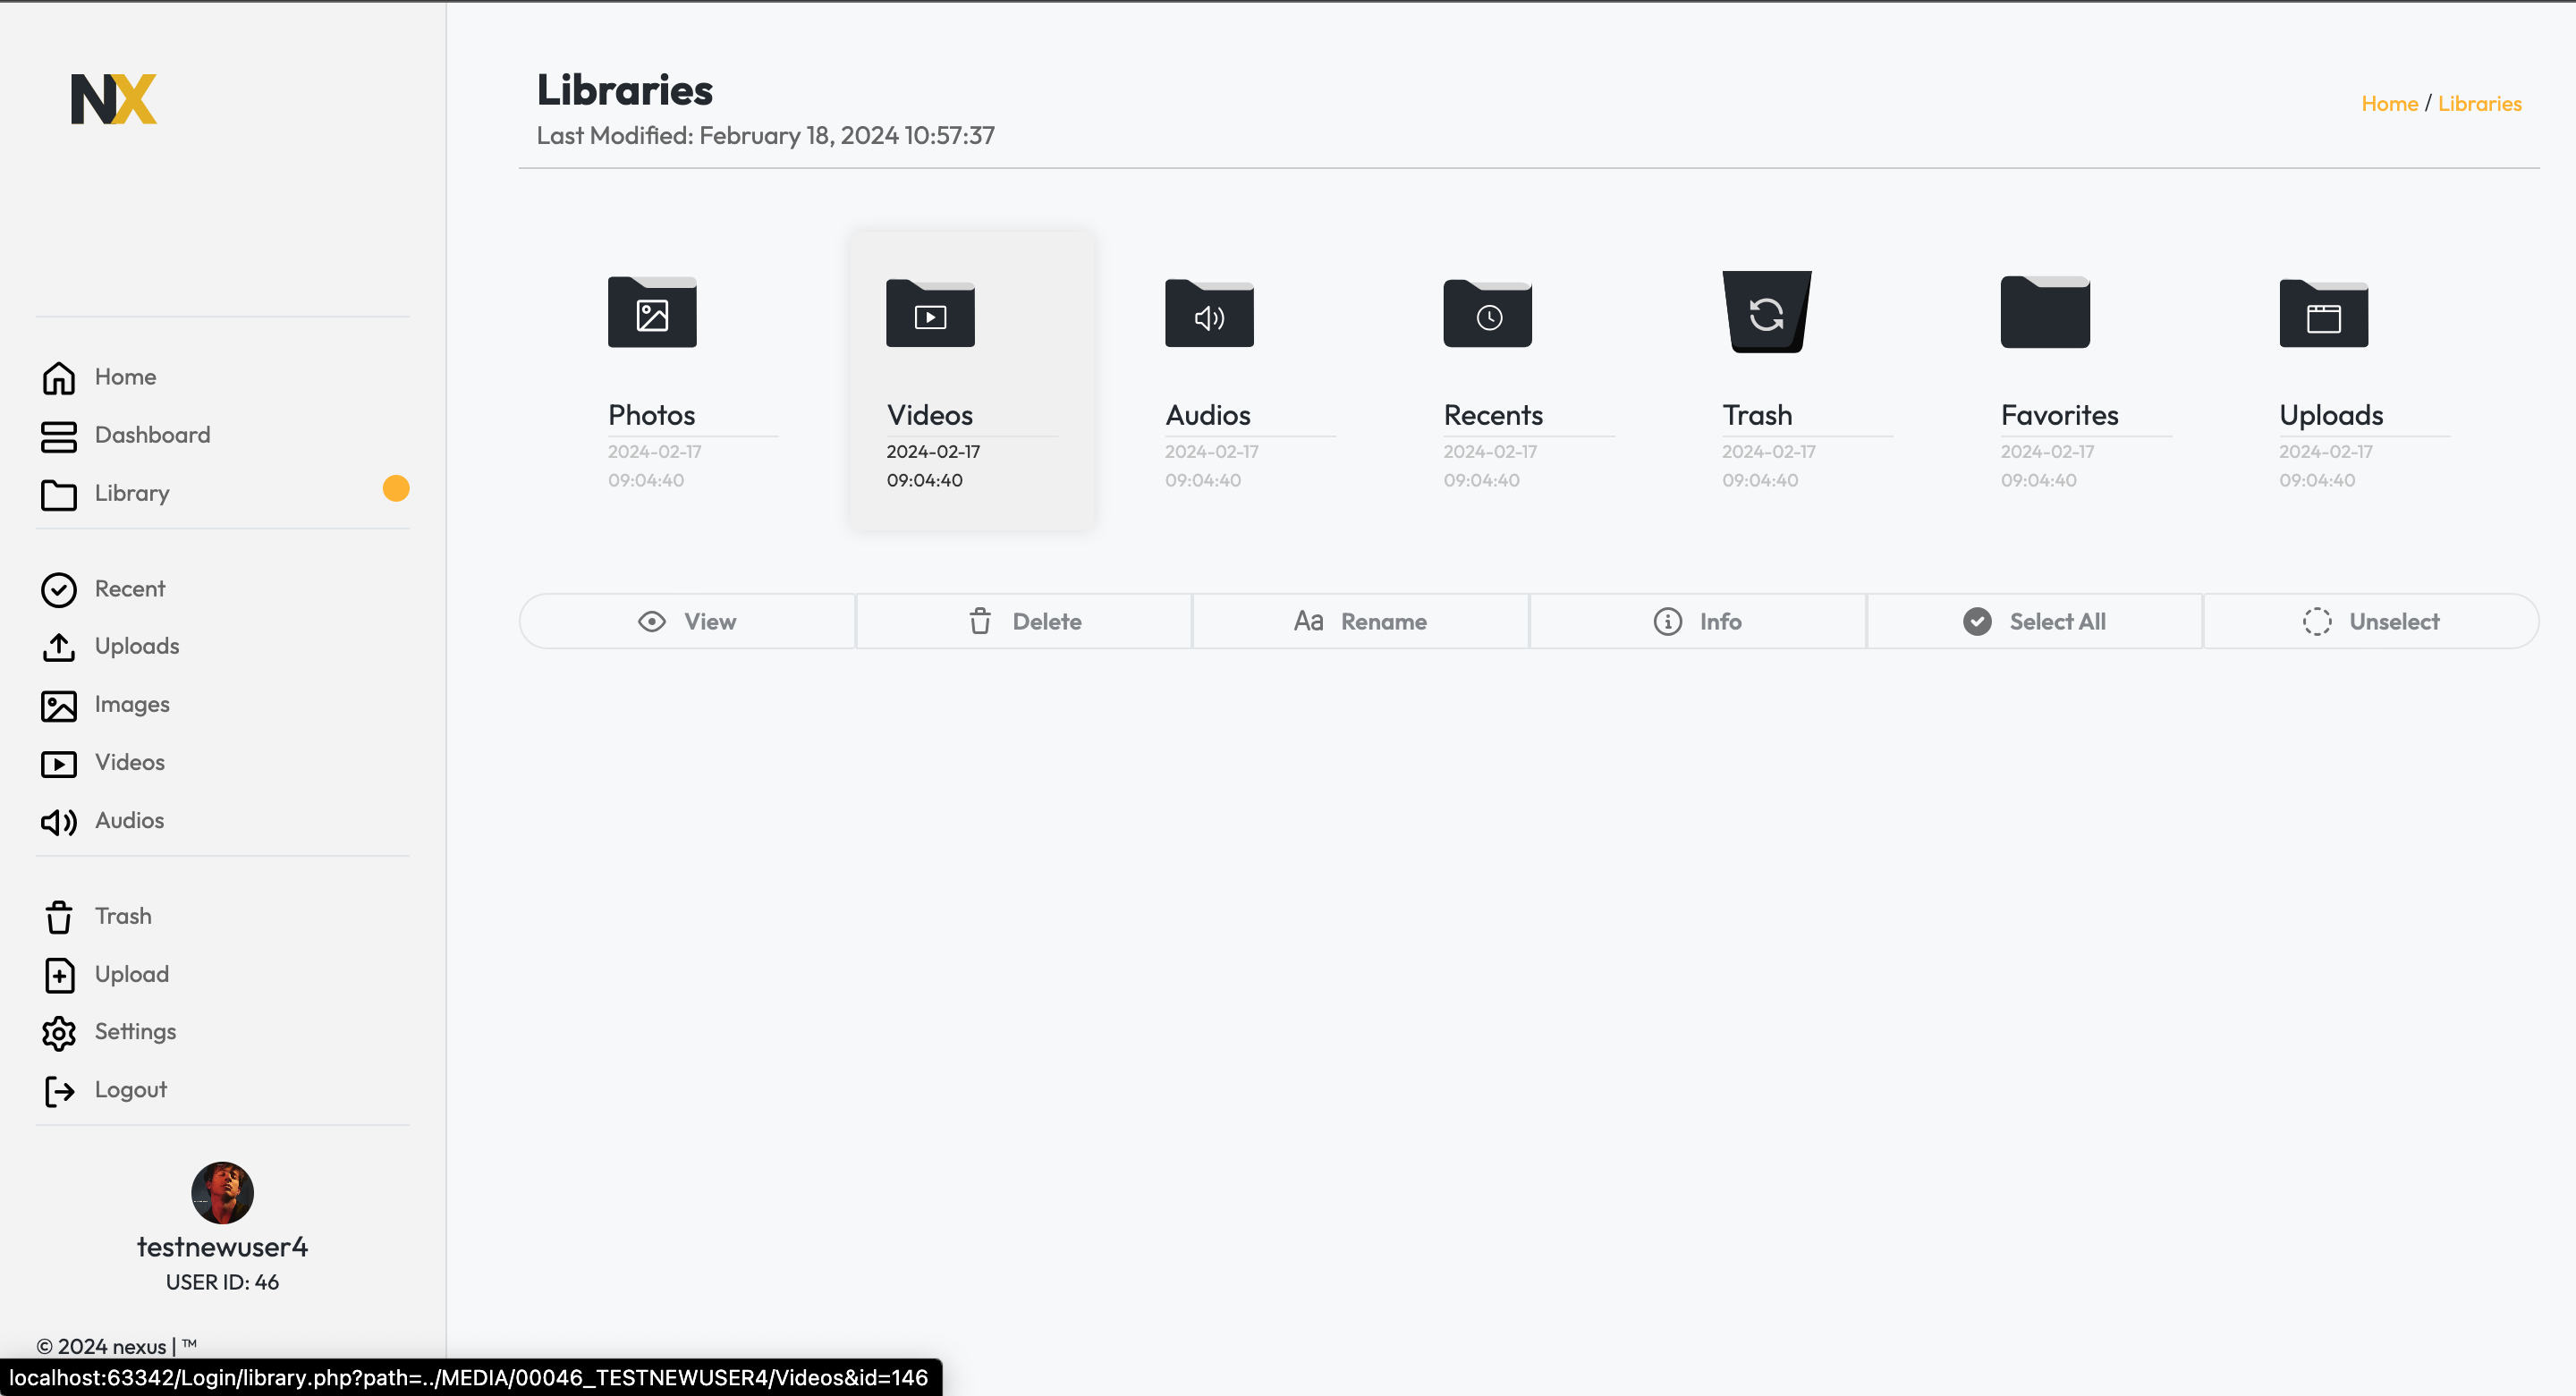 NX
Home
Dashboard
Library
Recent
Uploads
Images
Videos
Audios
Trash
Upload
Settings
Logout
testnewuser4
USER ID: 46
© 2024 nexus | ™
Libraries
Last Modified: February 18, 2024 10:57:37
Home / Libraries
Photos
2024-02-17
09:04:40
Videos
2024-02-17
09:04:40
Audios
2024-02-17
09:04:40
Recents
2024-02-17
09:04:40
Trash
2024-02-17
09:04:40
Favorites
2024-02-17
09:04:40
Uploads
2024-02-17
09:04:40
View
Delete
Aa Rename
Info
Select All
Unselect
localhost:63342/Login/library.php?path=../MEDIA/00046_TESTNEWUSER4/Videos&id=146